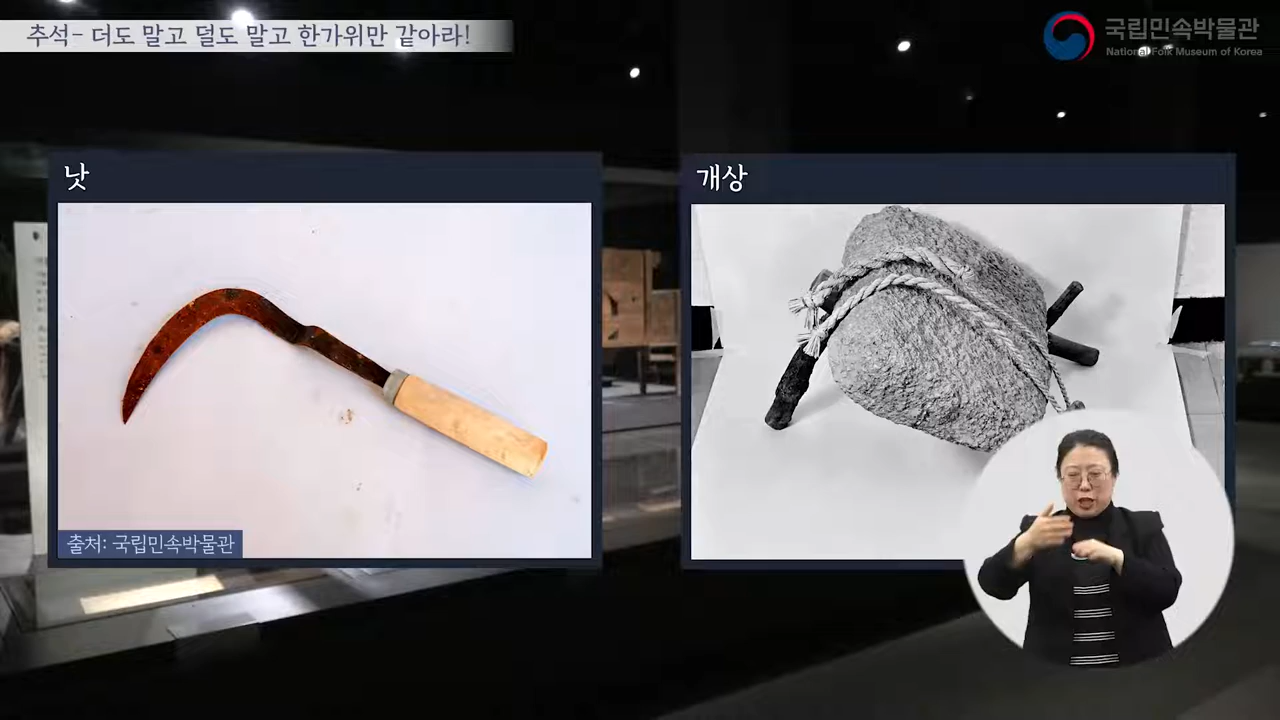 추석- 더도 말고 덜도 말고 한가위만 같아라!
국립민속박물관
National Folk Museum of Korea
낫
개상
출처: 국립민속박물관